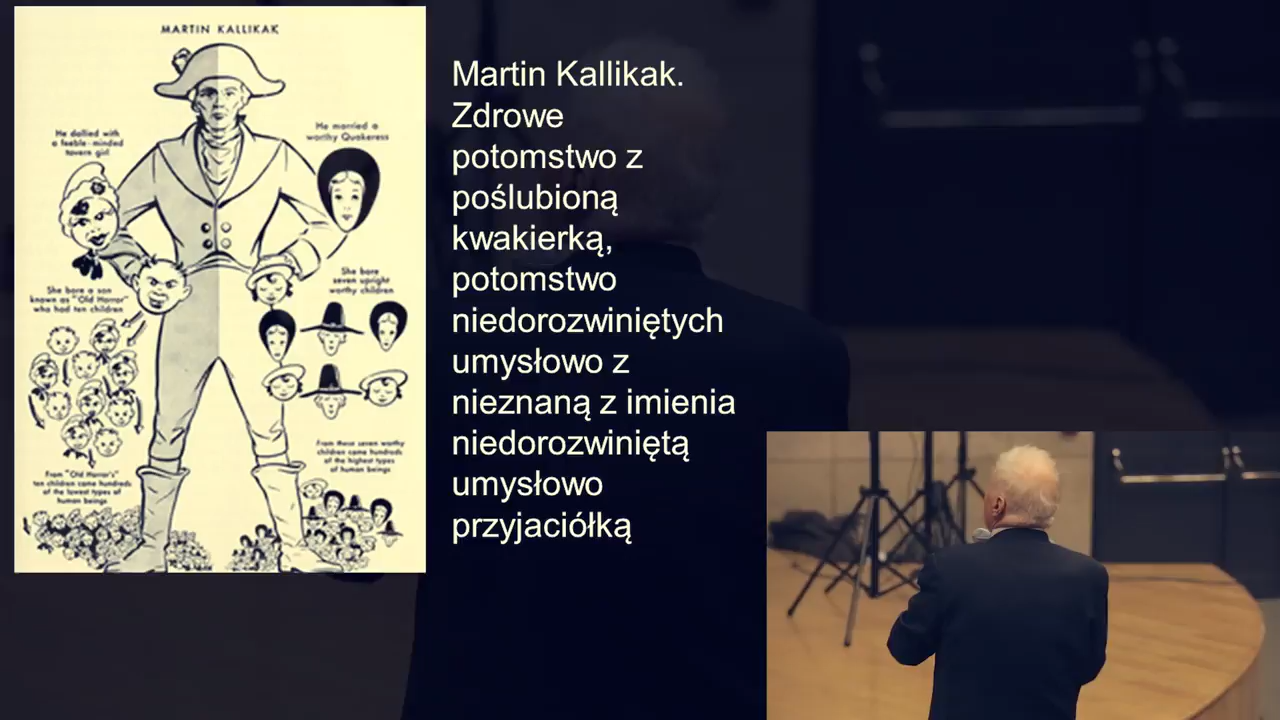 MARTIN KALLIKAK
He dallied with
a feeble-minded
tavern girl
He married a
worthy Quakeress
She bore a son
known as "Old Horror"
who had ten children
She bore
seven upright
worthy children
From "Old Horror's"
ten children came hundreds
of the lowest types of
human beings
From these seven worthy
children came hundreds
of the highest types
of human beings
Martin Kallikak.
Zdrowe
potomstwo z
poślubioną
kwakierką,
potomstwo
niedorozwiniętych
umysłowo z
nieznaną z imienia
niedorozwiniętą
umysłowo
przyjaciółką